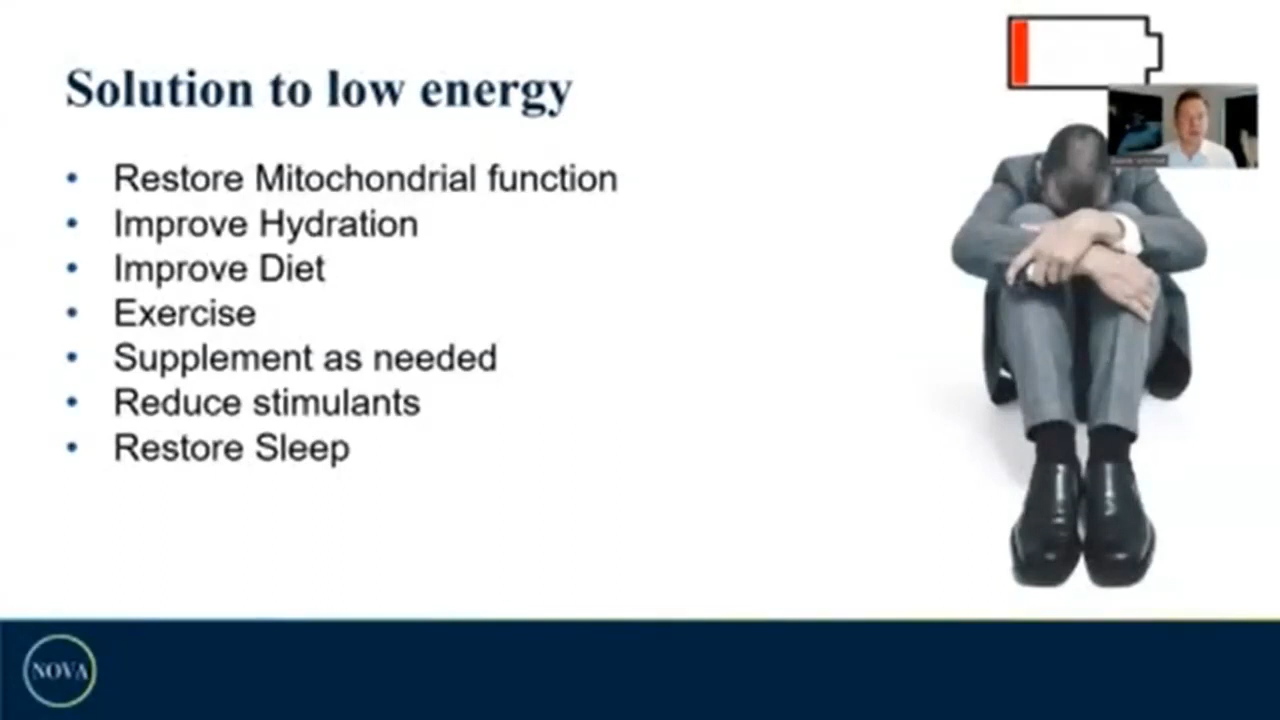 Solution to low energy
• Restore Mitochondrial function
• Improve Hydration
• Improve Diet
• Exercise
• Supplement as needed
• Reduce stimulants
• Restore Sleep
NOVA